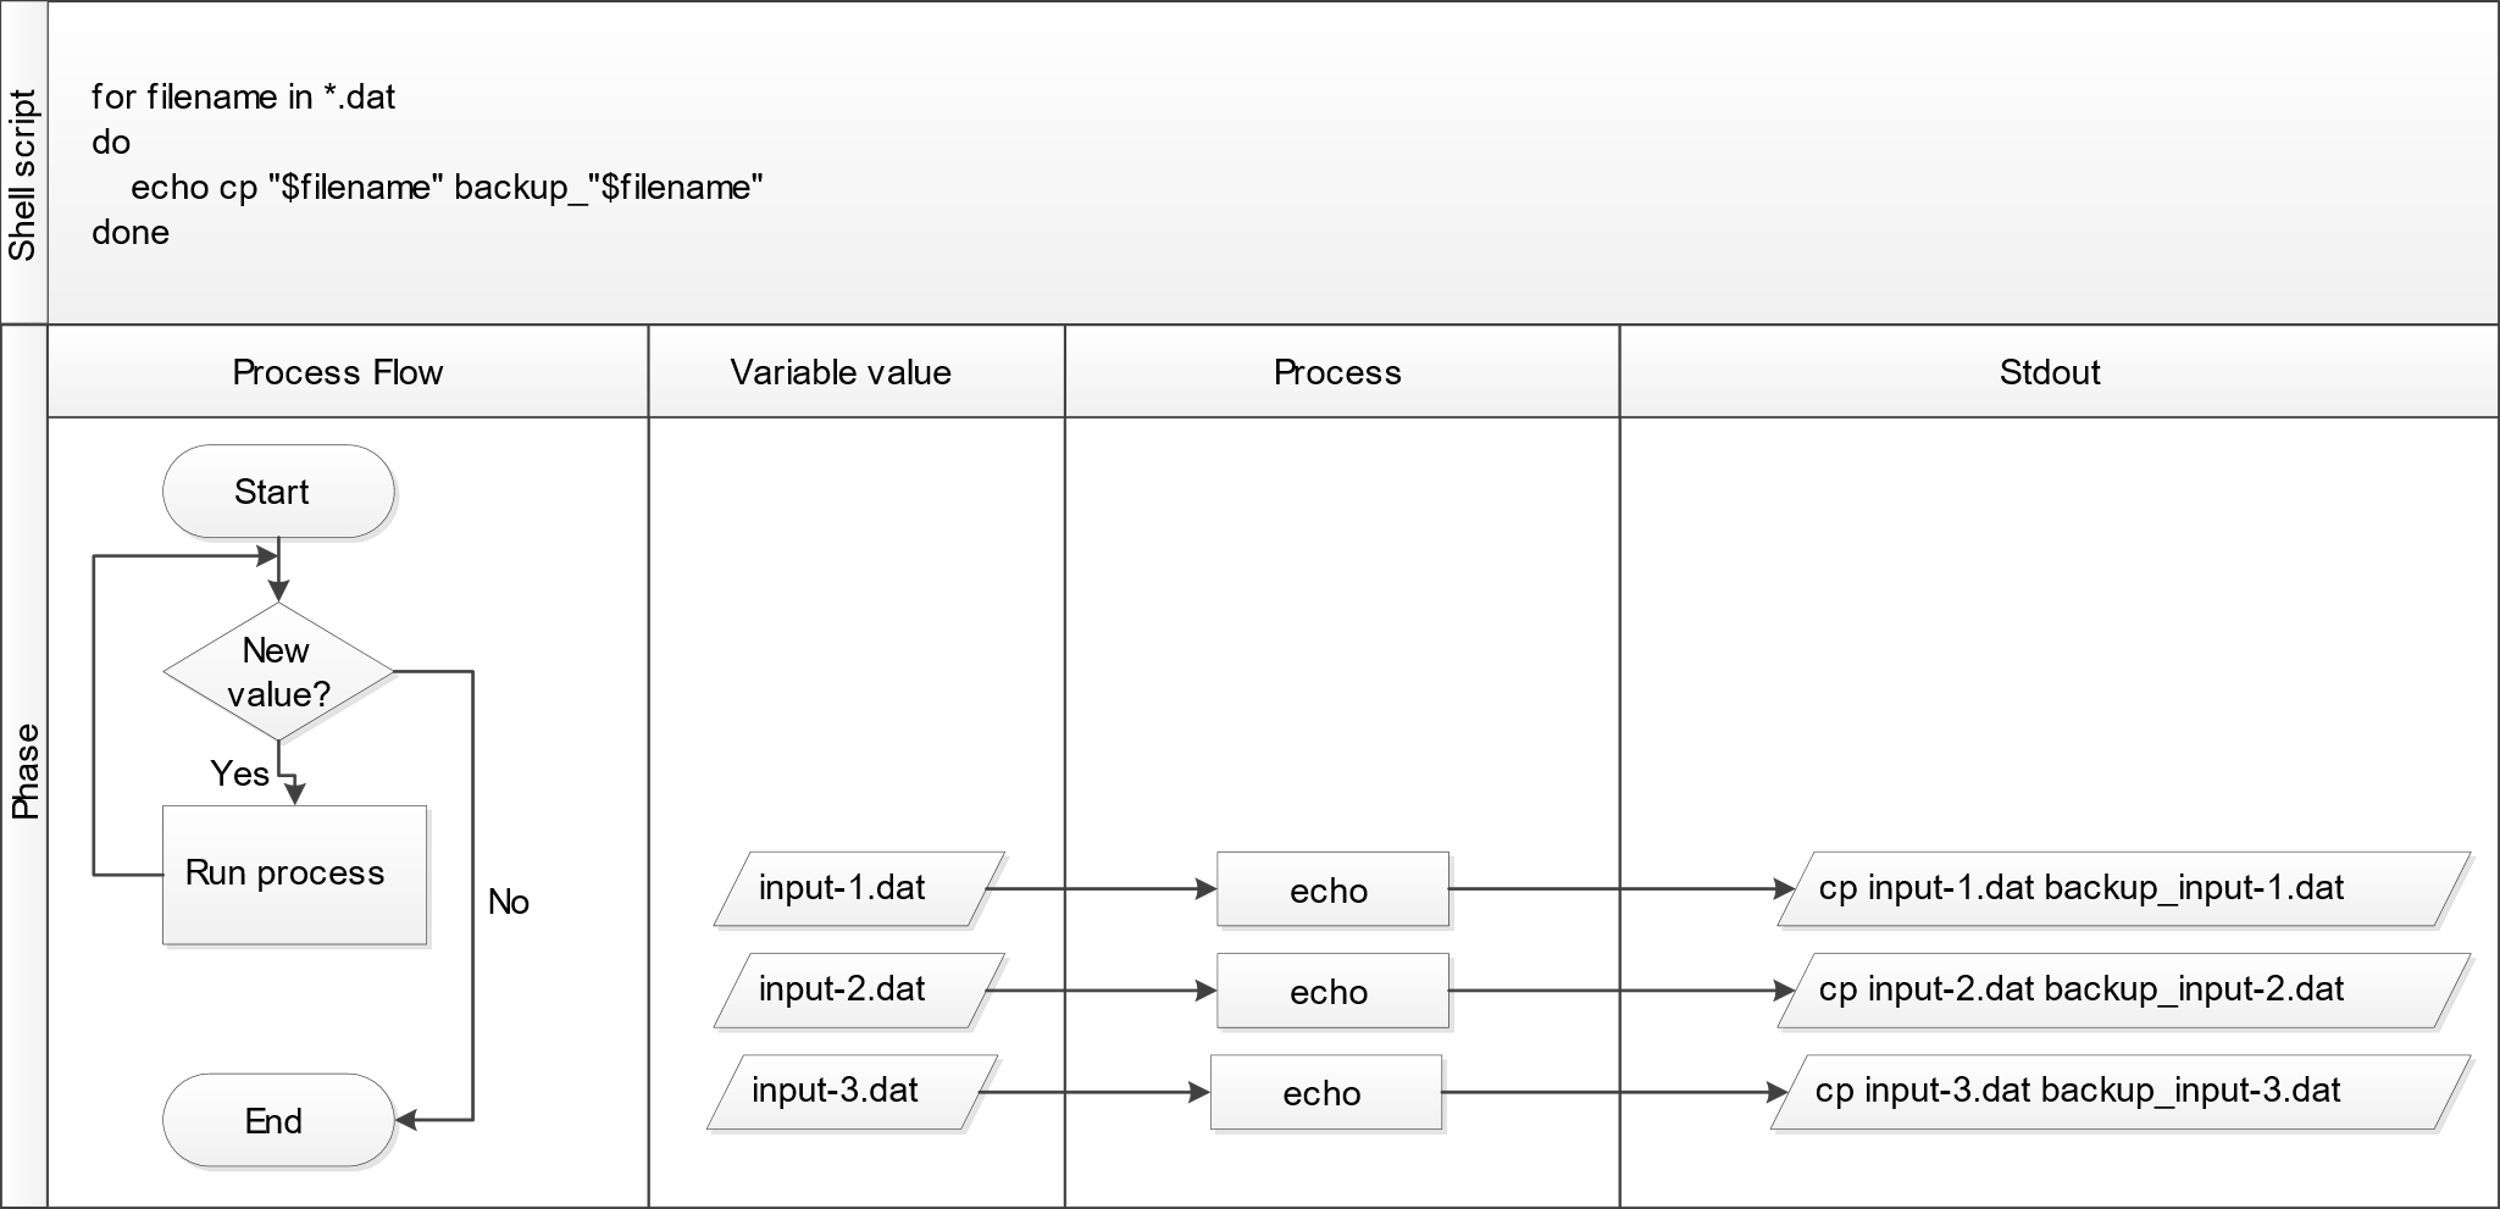 Shell script
for filename in *.dat
do
echo cp "$filename" backup_"$filename"
done
Phase
Process Flow
Variable value
Process
Stdout
Start
New
value?
Yes
Run process
No
End
input-1.dat
echo
cp input-1.dat backup_input-1.dat
input-2.dat
echo
cp input-2.dat backup_input-2.dat
input-3.dat
echo
cp input-3.dat backup_input-3.dat